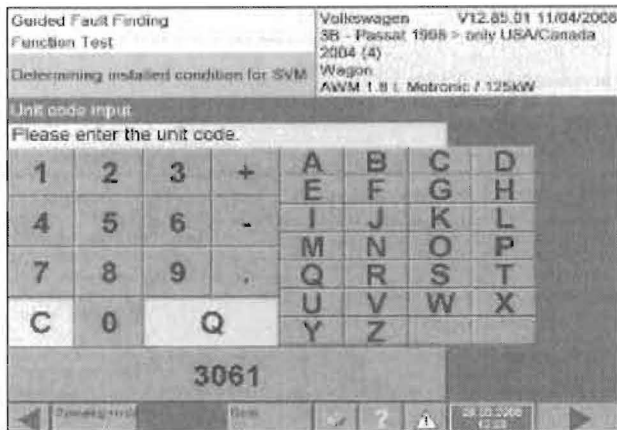 Guided Fault Finding
Function Test
Determining installed condition for SVM
Volkswagen V12.85.01 11/04/2008
3B - Passat 1998 > only USA/Canada
2004 (4)
Wagon
AWM 1.8 L Motronic / 125kW
Unit code input
Please enter the unit code.
1 2 3 +
4 5 6 -
7 8 9 .
C 0 Q
A B C D
E F G H
I J K L
M N O P
Q R S T
U V W X
Y Z
3061
?